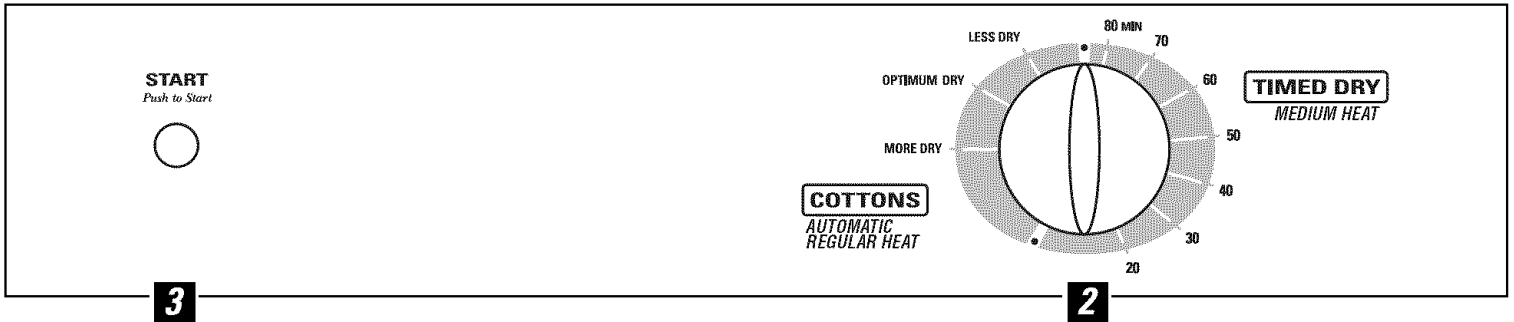 START
Push to Start
LESS DRY
OPTIMUM DRY
MORE DRY
COTTONS
AUTOMATIC
REGULAR HEAT
80 MIN
70
60
50
40
30
20
TIMED DRY
MEDIUM HEAT
3
2